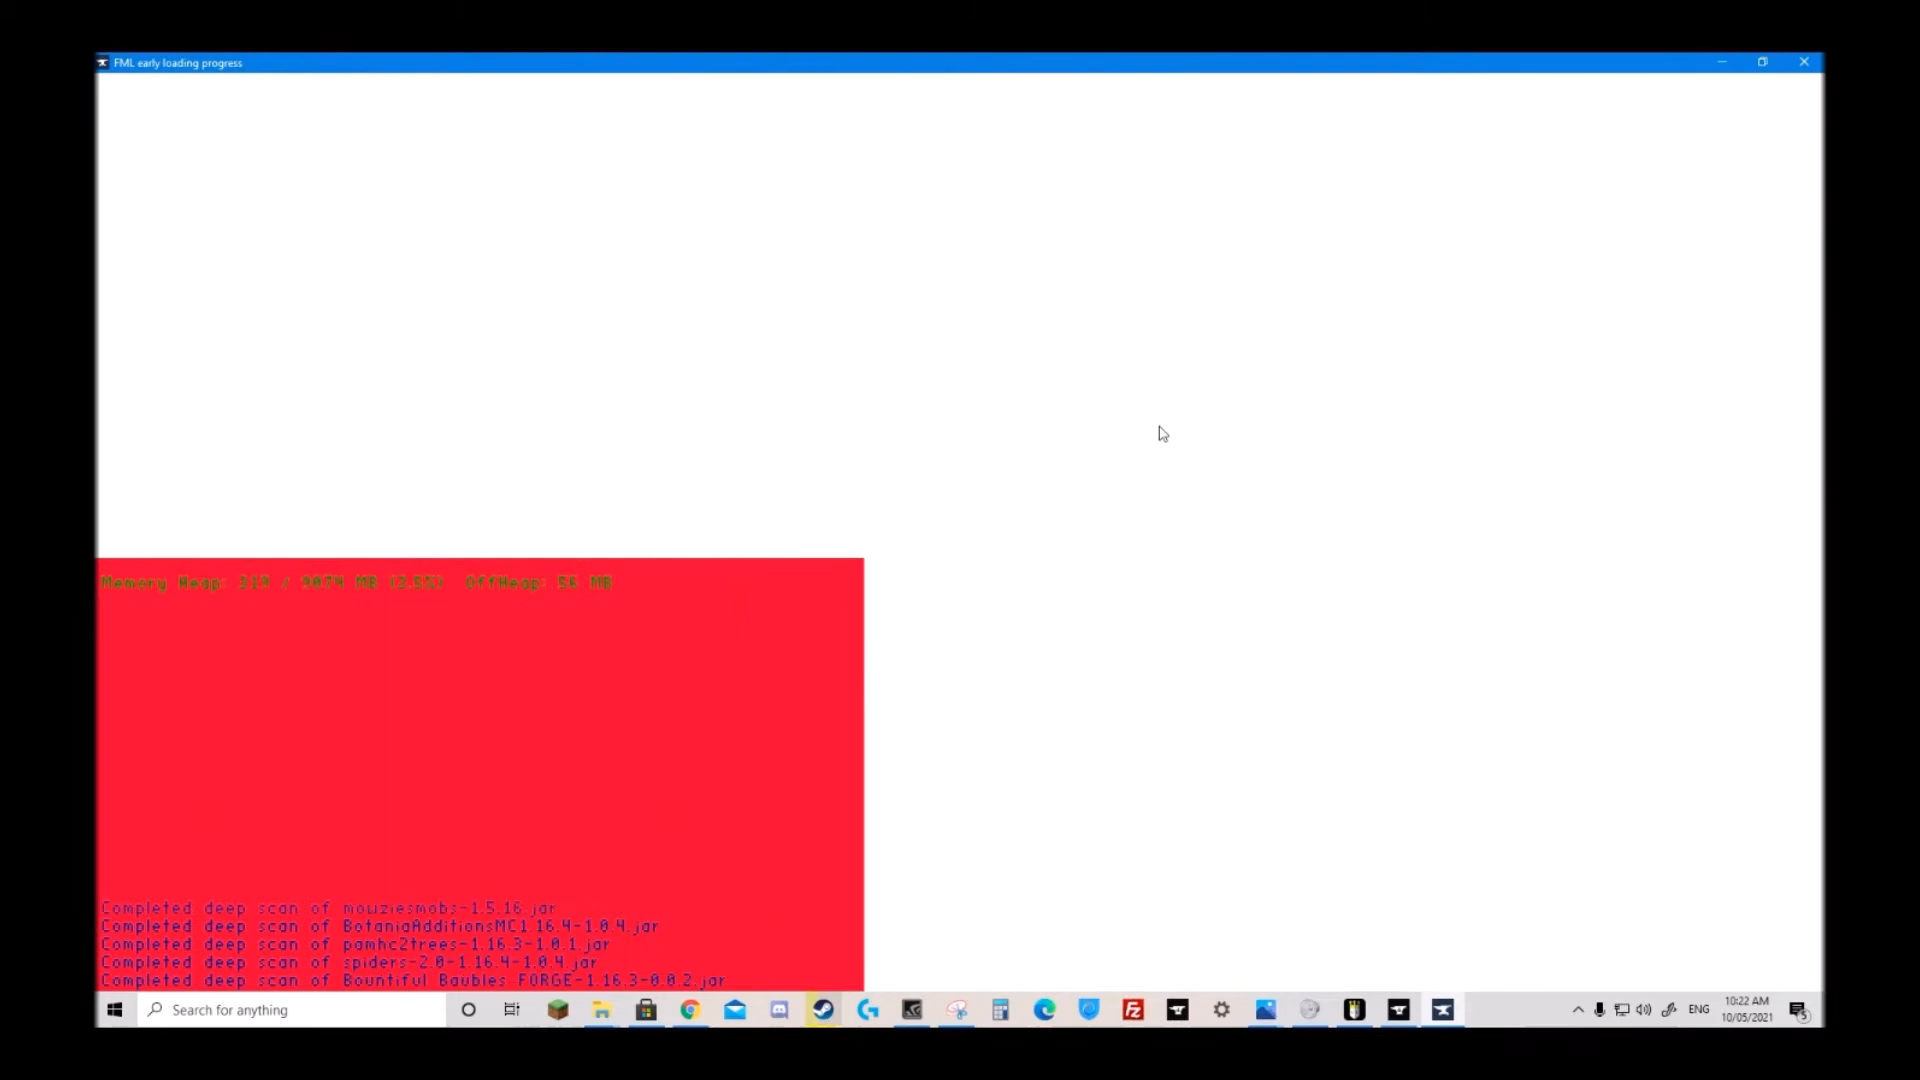 FML early loading progress
Memory Heap: 319 / 9074 MB (3.5%)  OffHeap: 56 MB
Completed deep scan of mowziesmobs-1.5.16.jar
Completed deep scan of BotaniaAdditionsMC1.16.4-1.0.4.jar
Completed deep scan of pamhc2trees-1.16.3-1.0.1.jar
Completed deep scan of spiders-2.0-1.16.4-1.0.4.jar
Completed deep scan of Bountiful Baubles FORGE-1.16.3-0.0.2.jar
Search for anything
FZ
ENG
10:22 AM
10/05/2021
5